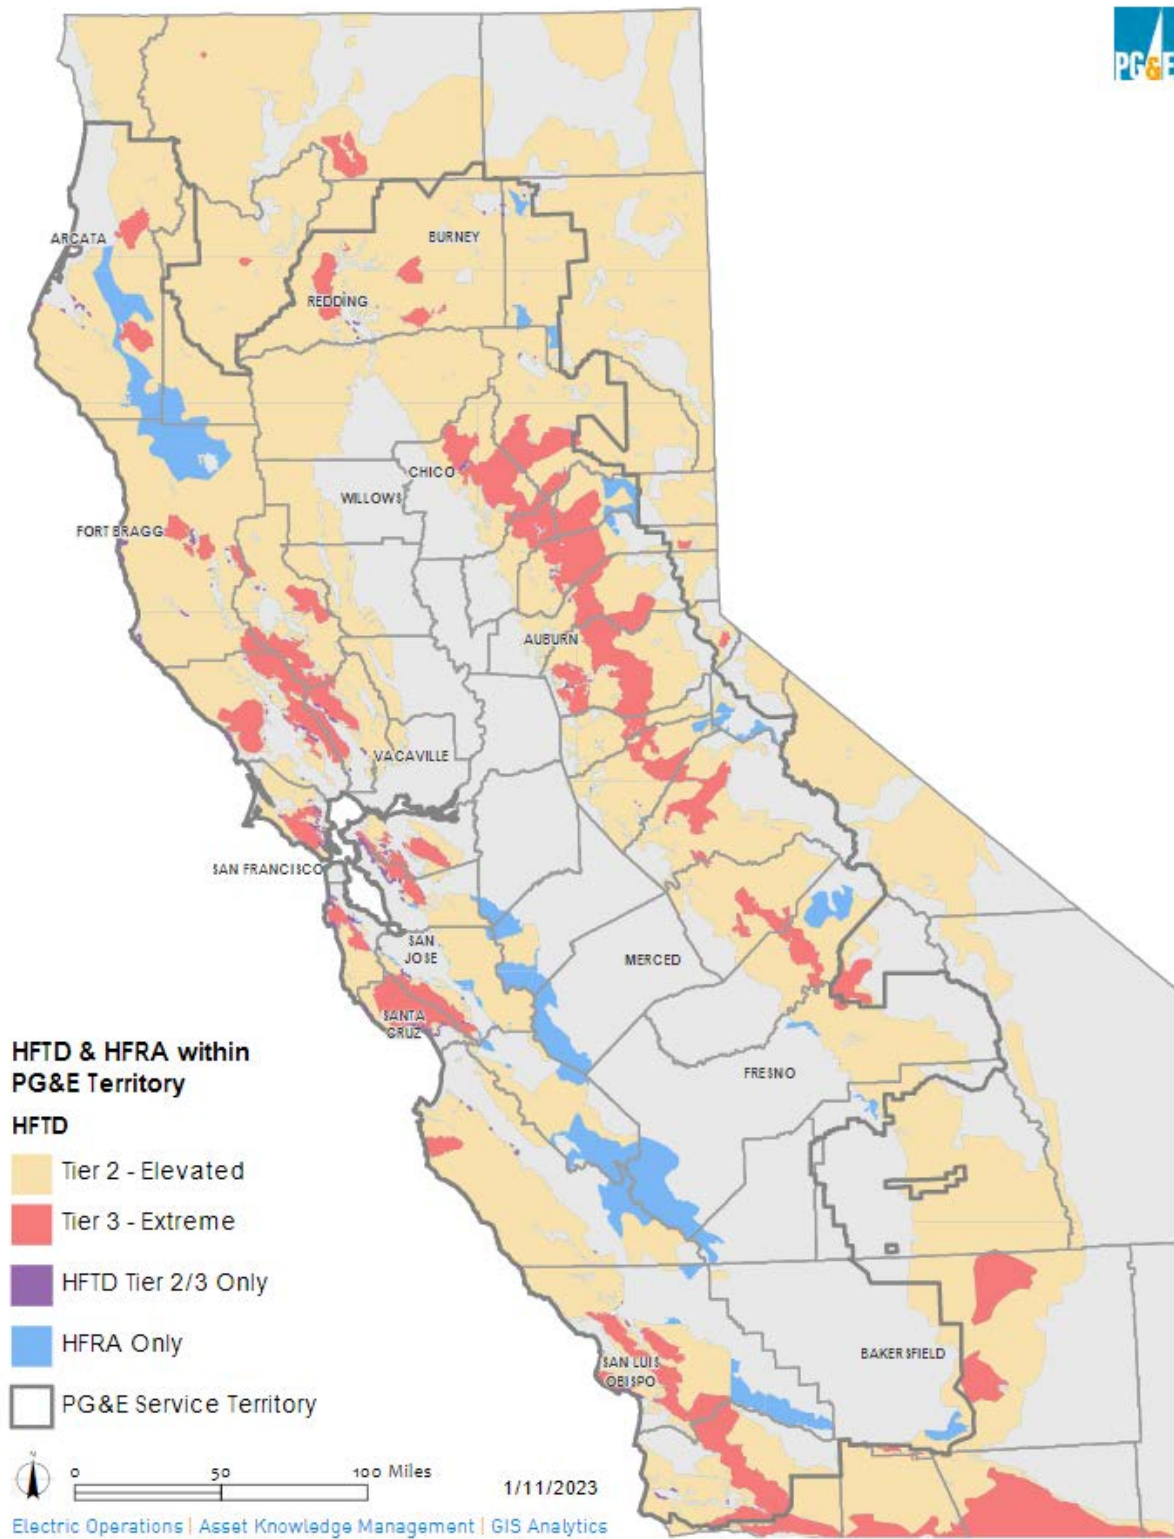 PG&E
ARCATA
BURNEY
REDDING
CHICO
WILLOWS
FORT BRAGG
AUBURN
VACAVILLE
SAN FRANCISCO
SAN
JOSE
MERCED
SANTA
CRUZ
FRESNO
SAN LUIS
OBISPO
BAKERSFIELD
HFTD & HFRA within
PG&E Territory
HFTD
Tier 2 - Elevated
Tier 3 - Extreme
HFTD Tier 2/3 Only
HFRA Only
PG&E Service Territory
N
0 50 100 Miles
1/11/2023
Electric Operations | Asset Knowledge Management | GIS Analytics